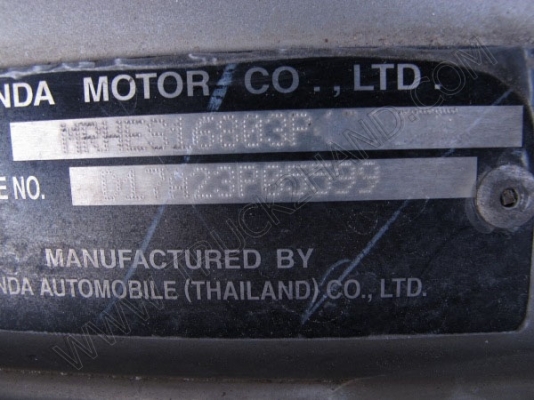 NDA MOTOR CO., LTD.
MRHES16803P
E NO.
MANUFACTURED BY
NDA AUTOMOBILE (THAILAND) CO., LTD.